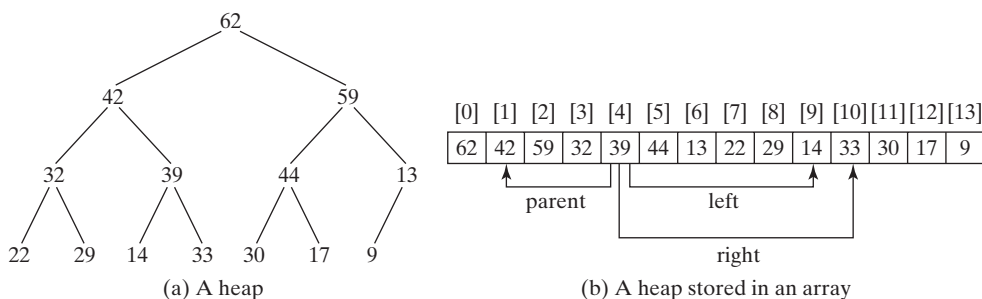 62
42 59
32 39 44 13
22 29 14 33 30 17 9
(a) A heap
[0] [1] [2] [3] [4] [5] [6] [7] [8] [9] [10] [11] [12] [13]
62 42 59 32 39 44 13 22 29 14 33 30 17 9
parent left
right
(b) A heap stored in an array